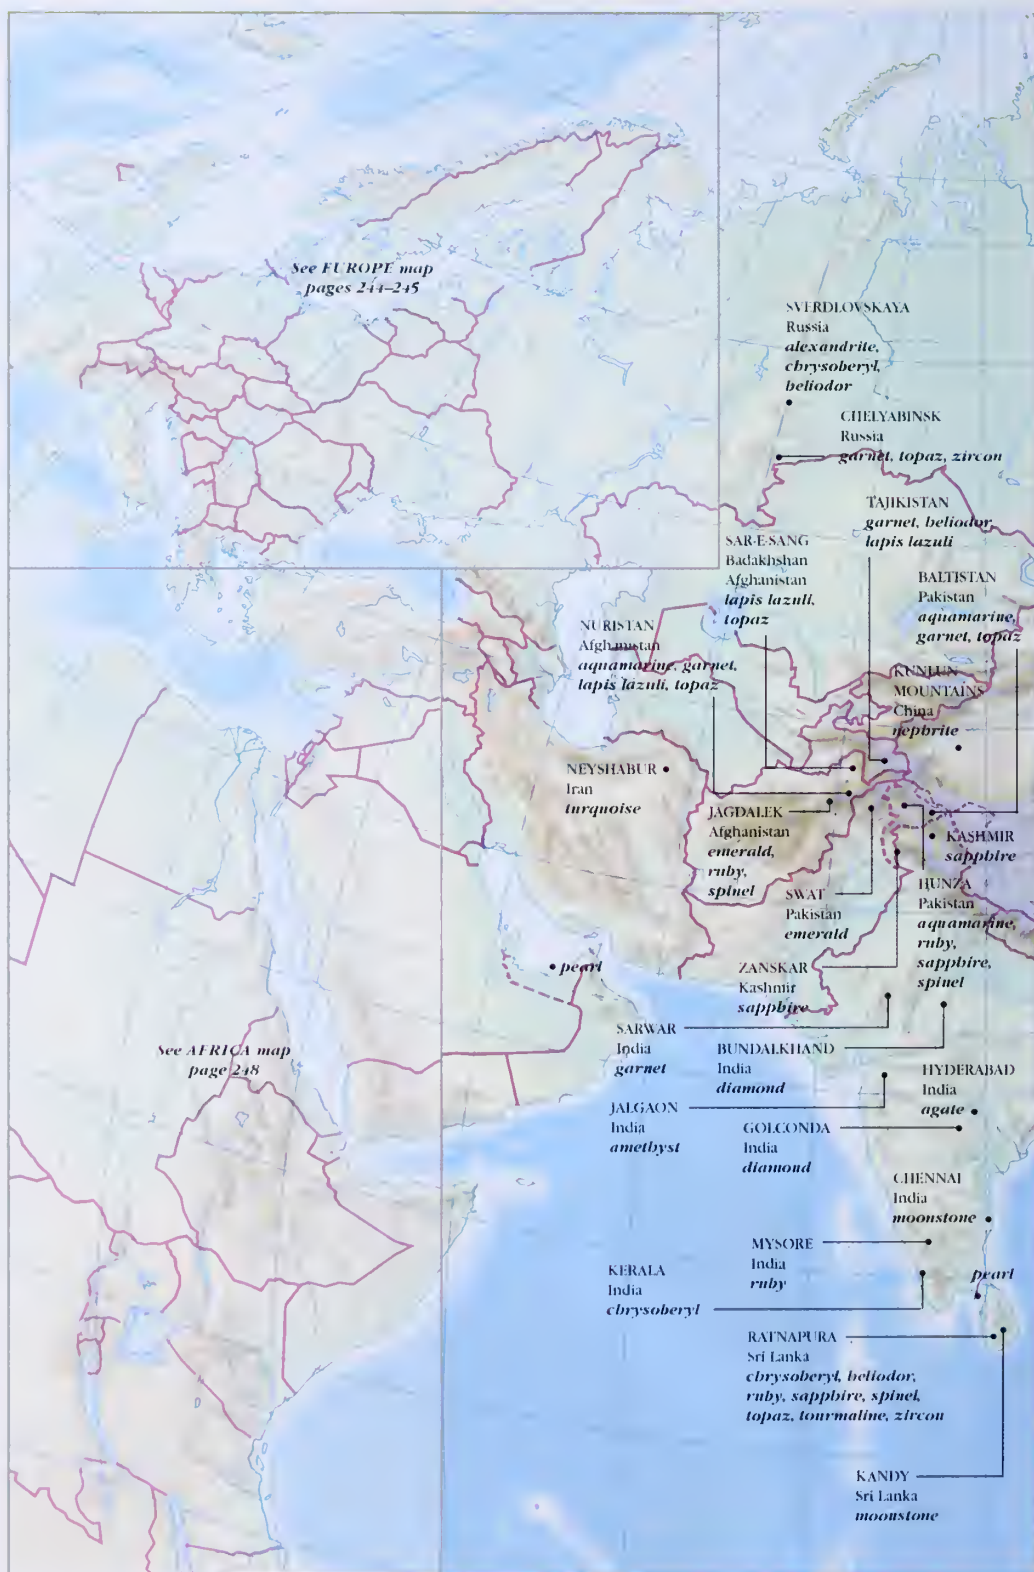 See EUROPE map
pages 244–245
SVERDLOVSKAYA
Russia
alexandrite,
chrysoberyl,
heliodor
CHELYABINSK
Russia
garnet, topaz, zircon
TAJIKISTAN
garnet, heliodor,
lapis lazuli
SAR-E-SANG
Badakhshan
Afghanistan
lapis lazuli,
topaz
BALTISTAN
Pakistan
aquamarine,
garnet, topaz
NURISTAN
Afghanistan
aquamarine, garnet,
lapis lazuli, topaz
KUNLUN
MOUNTAINS
China
nephrite
NEYSHABUR
Iran
turquoise
JAGDALEK
Afghanistan
emerald,
ruby,
spinel
KASHMIR
sapphire
SWAT
Pakistan
emerald
HUNZA
Pakistan
aquamarine,
ruby,
sapphire,
spinel
pearl
ZANSKAR
Kashmir
sapphire
SARWAR
India
garnet
BUNDALKHAND
India
diamond
See AFRICA map
page 248
HYDERABAD
India
agate
JALGAON
India
amethyst
GOLCONDA
India
diamond
CHENNAI
India
moonstone
MYSORE
India
ruby
KERALA
India
chrysoberyl
pearl
RATNAPURA
Sri Lanka
chrysoberyl, heliodor,
ruby, sapphire, spinel,
topaz, tourmaline, zircon
KANDY
Sri Lanka
moonstone